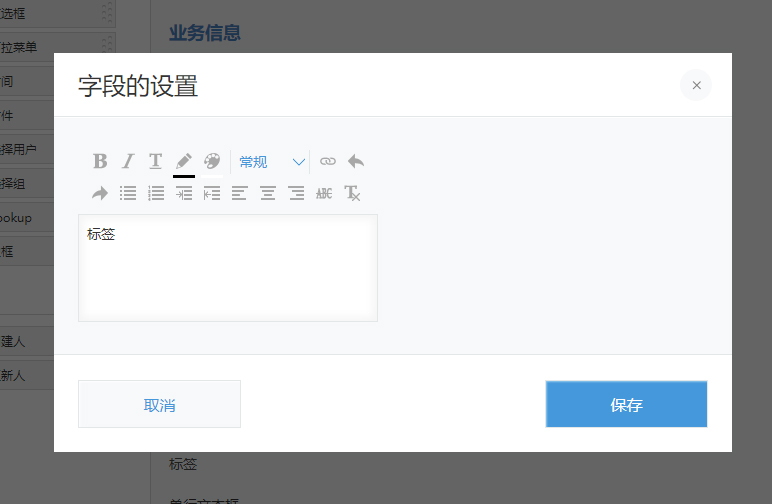 选框
业务信息
拉菜单
字段的设置
间
件
择用户
常规
择组
ookup
标签
框
建人
新人
取消
保存
标签
单行文本框